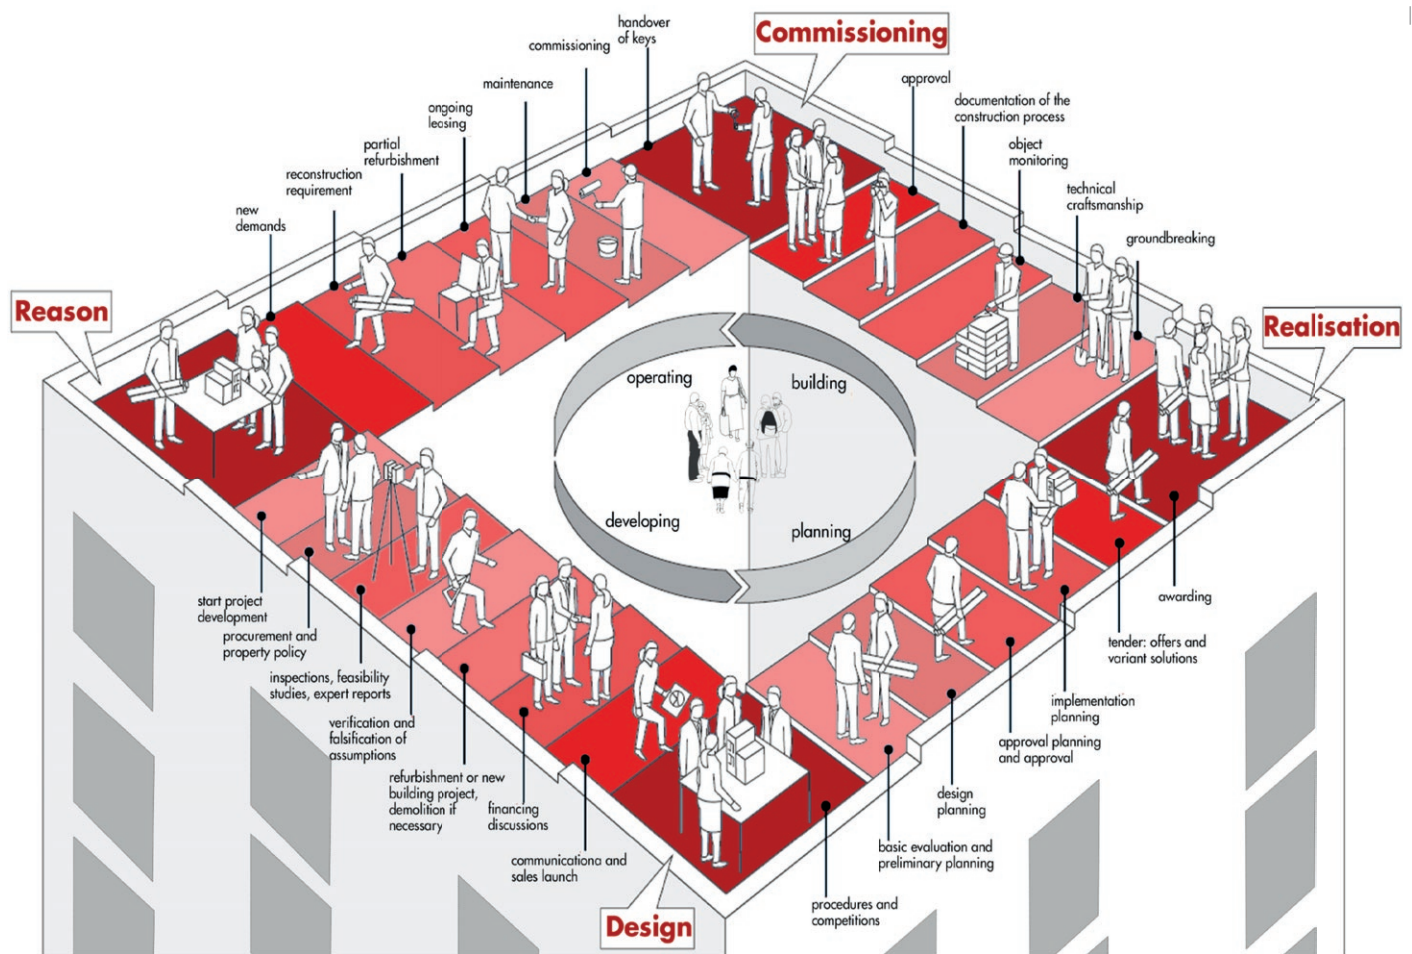 Commissioning
handover
of keys
commissioning
maintenance
ongoing
leasing
partial
refurbishment
reconstruction
requirement
new
demands
Reason
approval
documentation of the
construction process
object
monitoring
technical
craftsmanship
groundbreaking
Realisation
operating
building
developing
planning
start project
development
procurement and
property policy
inspections, feasibility
studies, expert reports
verification and
falsification of
assumptions
refurbishment or new
building project,
demolition if
necessary
financing
discussions
communicationa and
sales launch
Design
procedures and
competitions
basic evaluation and
preliminary planning
design
planning
approval planning
and approval
implementation
planning
tender: offers and
variant solutions
awarding